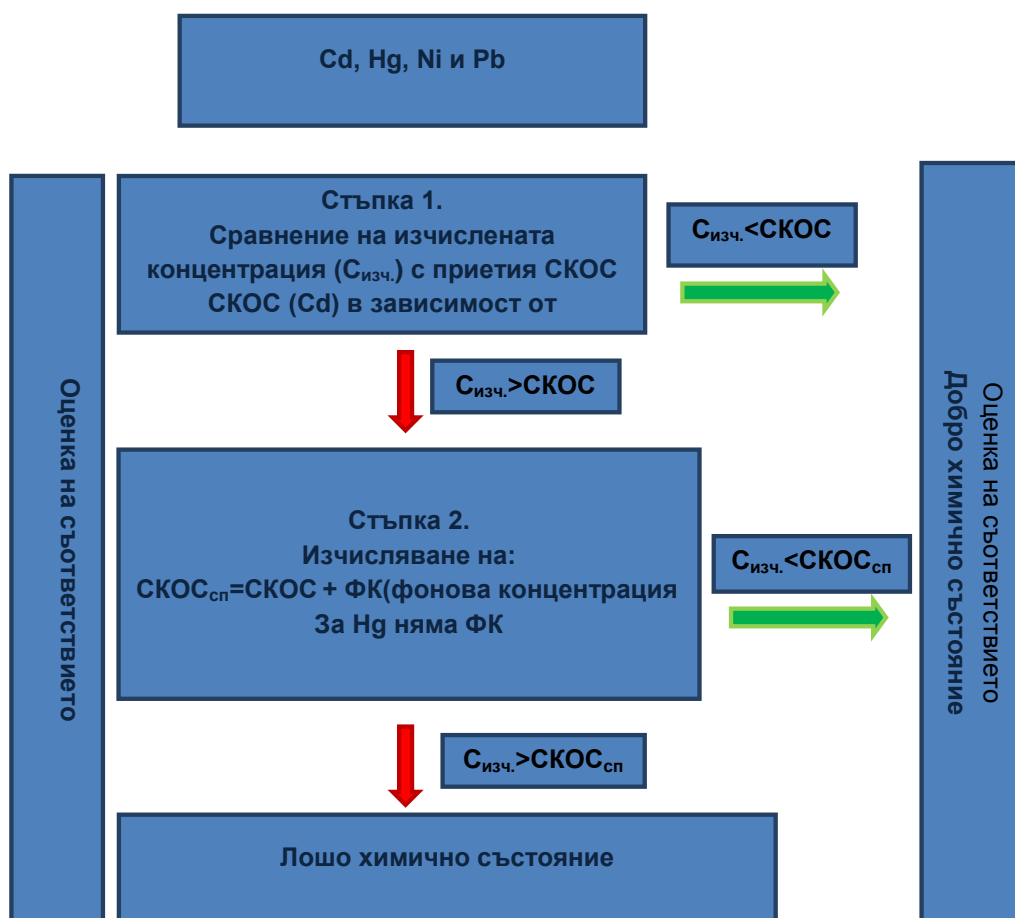 Cd, Hg, Ni и Pb
Оценка на съответствието
Стъпка 1.
Сравнение на изчислената
концентрация (Сизч.) с приетия СКОС
СКОС (Cd) в зависимост от
Сизч.<СКОС
Сизч.>СКОС
Стъпка 2.
Изчисляване на:
СКОСсп=СКОС + ФК(фонова концентрация
За Hg няма ФК
Сизч.<СКОСсп
Сизч.>СКОСсп
Лошо химично състояние
Оценка на съответствието
Добро химично състояние